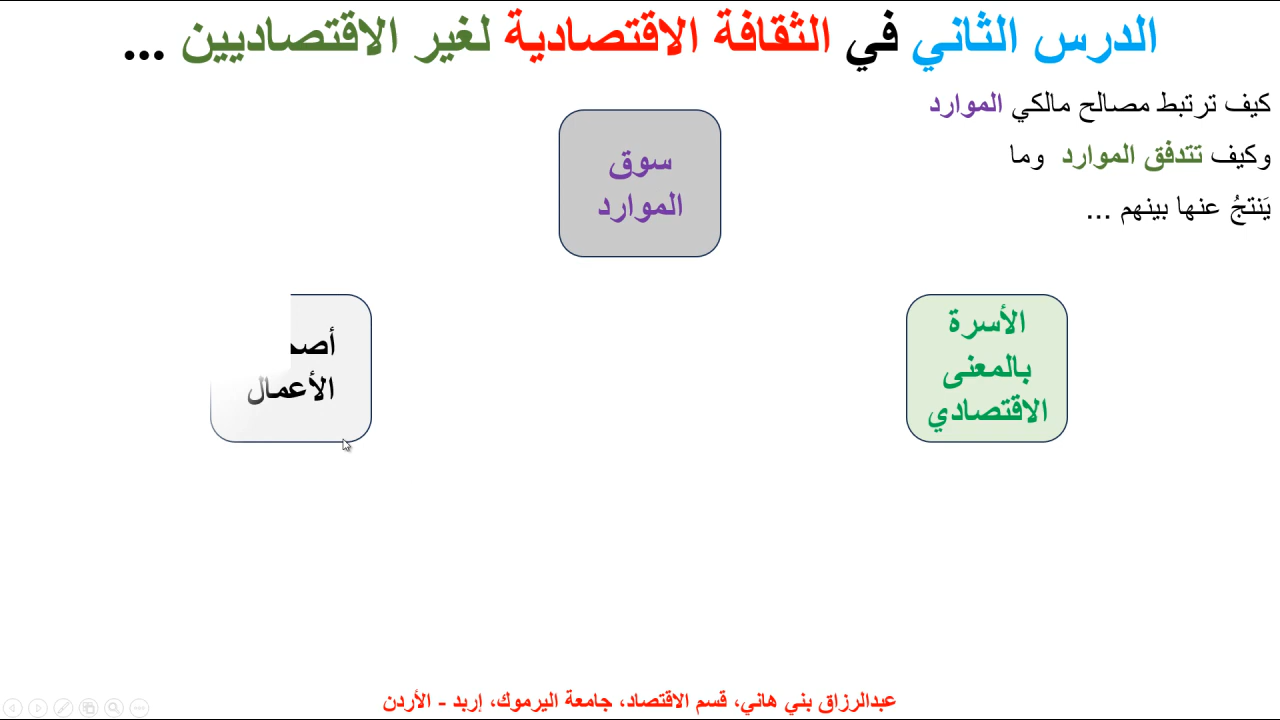 الدرس الثاني في الثقافة الاقتصادية لغير الاقتصاديين ...
كيف ترتبط مصالح مالكي الموارد
وكيف تتدفق الموارد وما
يَنتجُ عنها بينهم ...
سوق
الموارد
الأسرة
بالمعنى
الاقتصادي
الأعمال
عبدالرزاق بني هاني، قسم الاقتصاد، جامعة اليرموك، إربد - الأردن